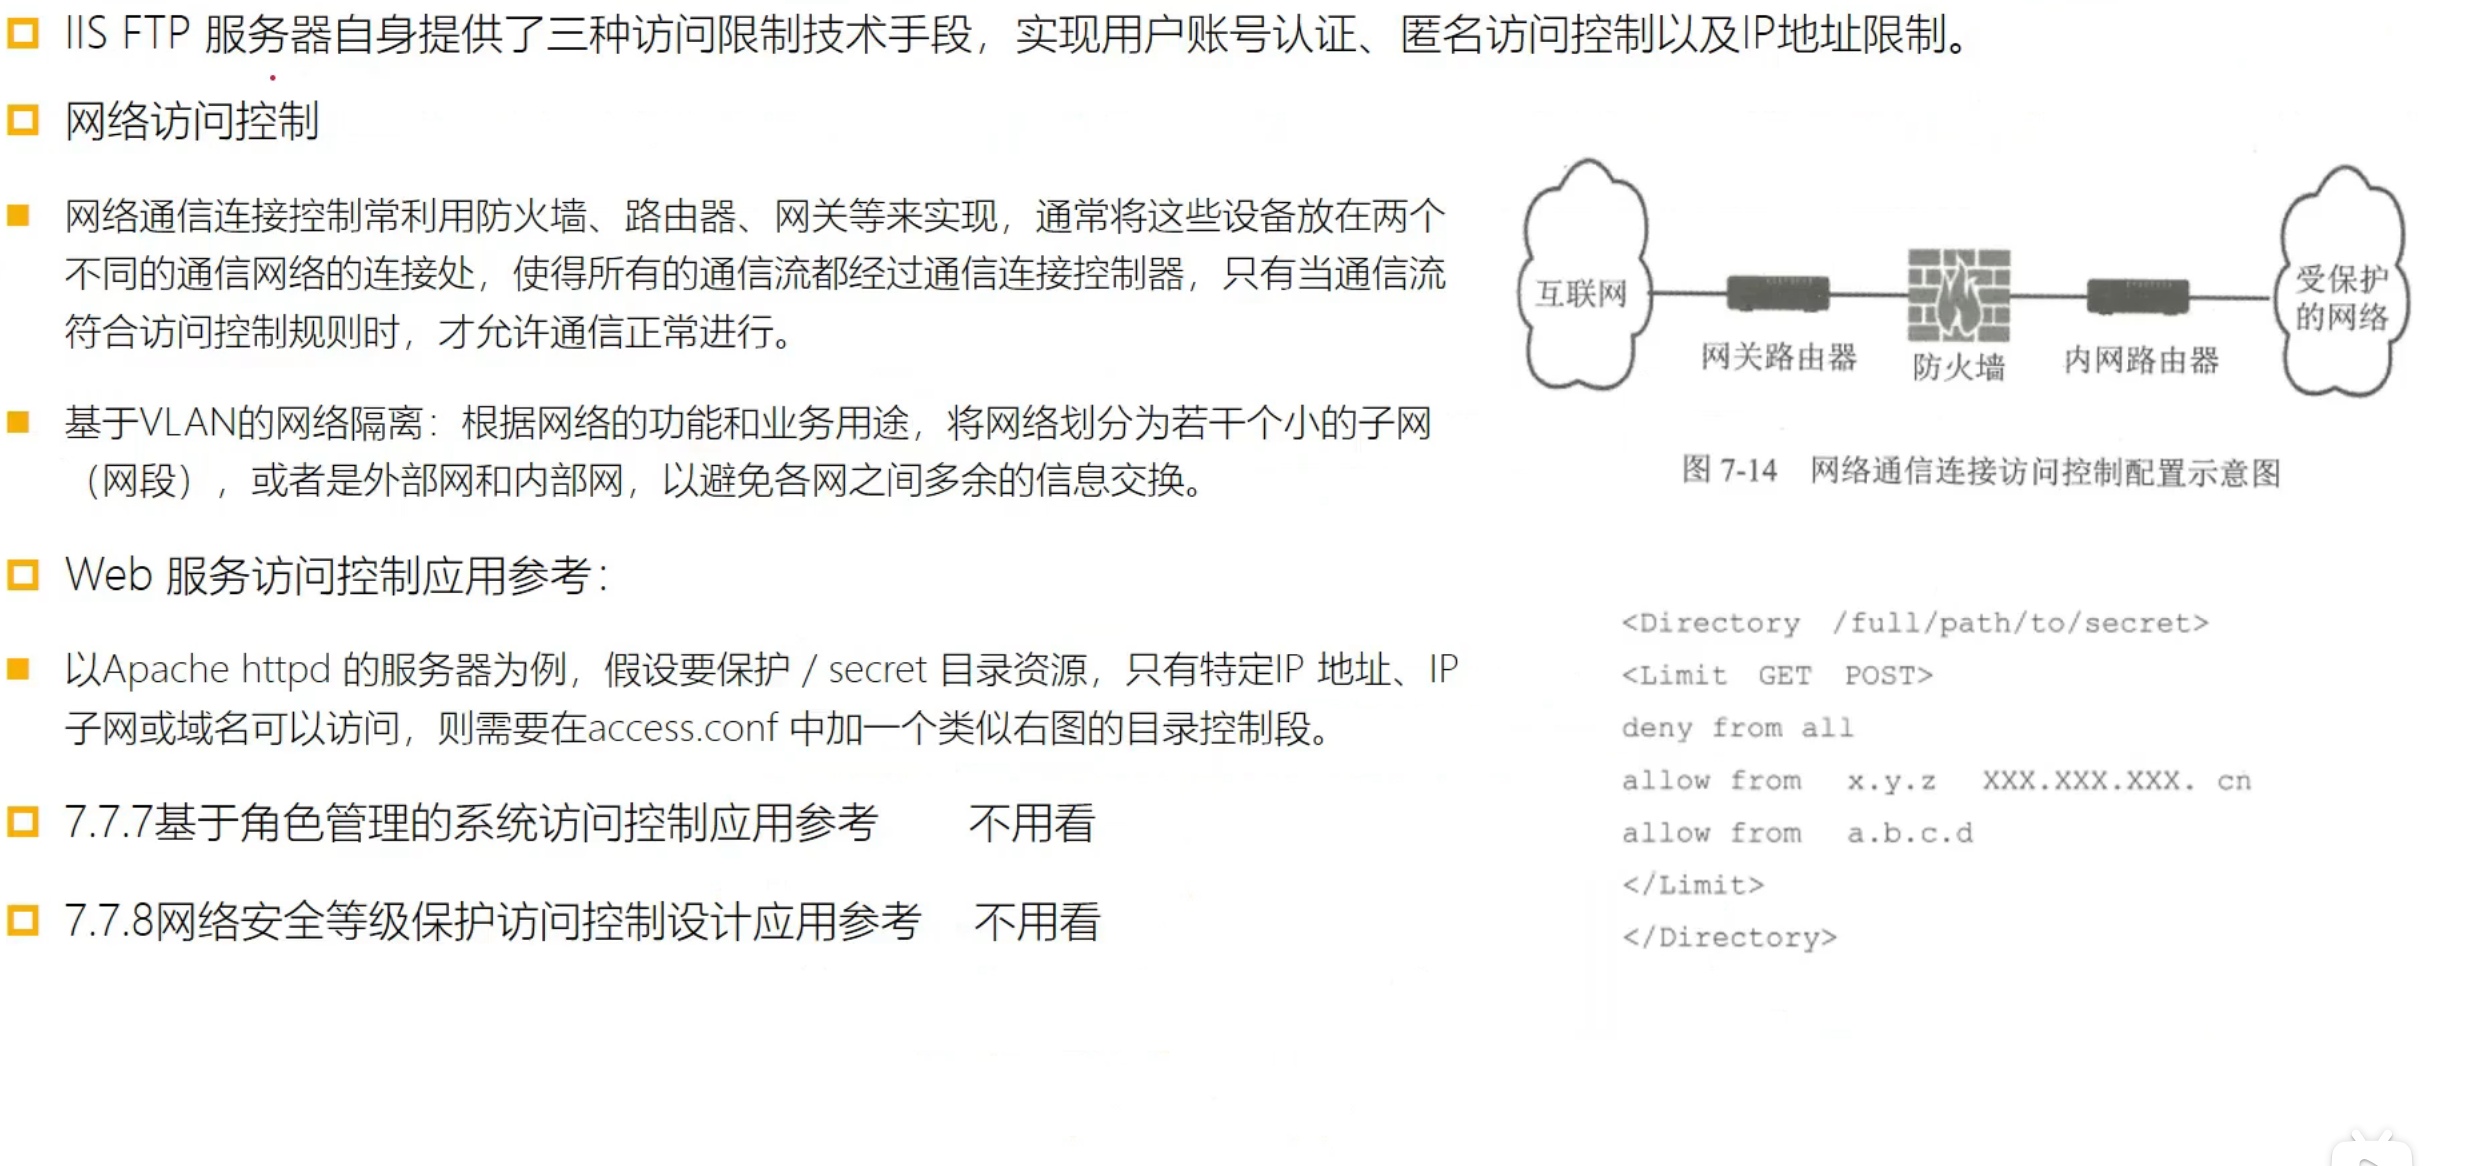 IIS FTP 服务器自身提供了三种访问限制技术手段，实现用户账号认证、匿名访问控制以及IP地址限制。
网络访问控制
网络通信连接控制常利用防火墙、路由器、网关等来实现，通常将这些设备放在两个
不同的通信网络的连接处，使得所有的通信流都经过通信连接控制器，只有当通信流
符合访问控制规则时，才允许通信正常进行。
基于VLAN的网络隔离：根据网络的功能和业务用途，将网络划分为若干个小的子网
（网段），或者是外部网和内部网，以避免各网之间多余的信息交换。
互联网
网关路由器
防火墙
内网路由器
受保护
的网络
图 7-14 网络通信连接访问控制配置示意图
Web 服务访问控制应用参考：
以Apache httpd 的服务器为例，假设要保护 / secret 目录资源，只有特定IP 地址、IP
子网或域名可以访问，则需要在access.conf 中加一个类似右图的目录控制段。
7.7.7基于角色管理的系统访问控制应用参考 不用看
7.7.8网络安全等级保护访问控制设计应用参考 不用看
<Directory /full/path/to/secret>
<Limit GET POST>
deny from all
allow from x.y.z XXX.XXX.XXX. cn
allow from a.b.c.d
</Limit>
</Directory>